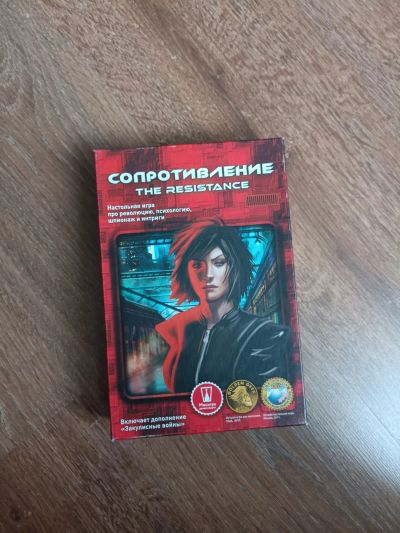 СОПРОТИВЛЕНИЕ
THE RESISTANCE
Настольная игра
про революцию, психологию,
шпионаж и интриги
Включает дополнение
«Закулисные войны»